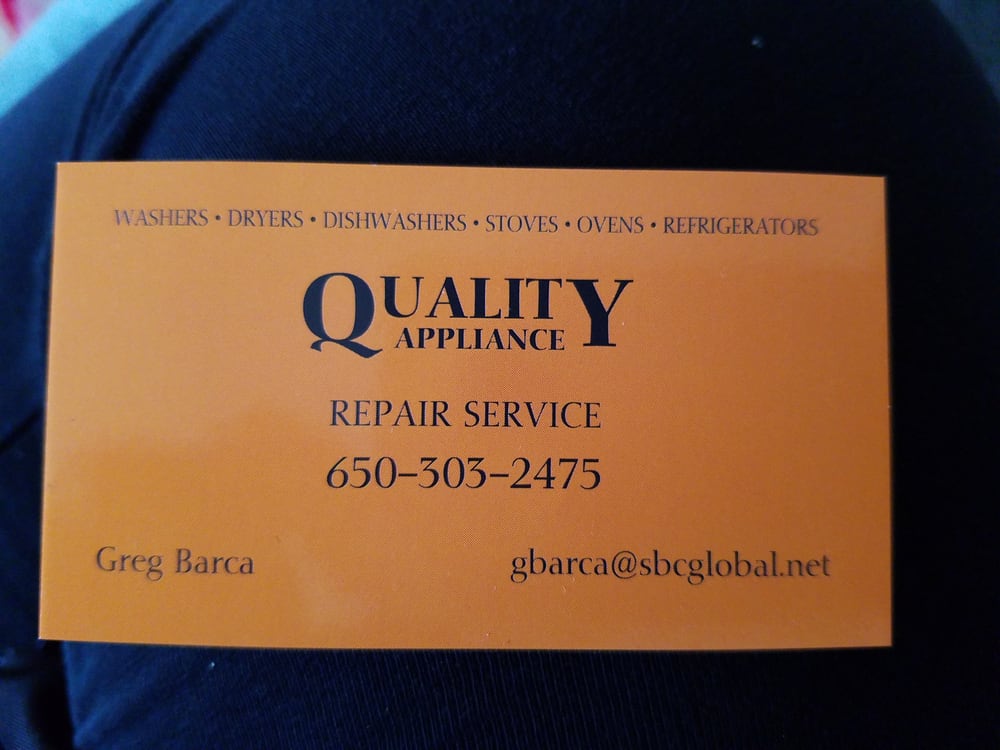 WASHERS • DRYERS • DISHWASHERS • STOVES • OVENS • REFRIGERATORS
QUALITY
APPLIANCE
REPAIR SERVICE
650–303–2475
Greg Barca
gbarca@sbcglobal.net